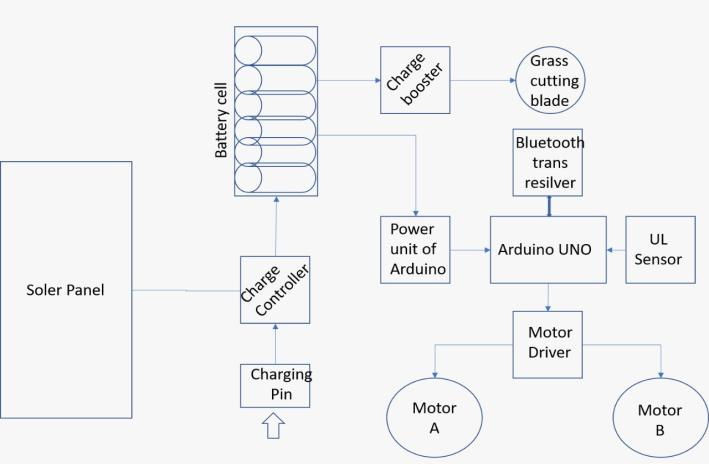 Battery cell
Charge
booster
Grass
cutting
blade
Bluetooth
trans
resilver
Soler Panel
Charge
Controller
Power
unit of
Arduino
Arduino UNO
UL
Sensor
Charging
Pin
Motor
Driver
Motor
A
Motor
B